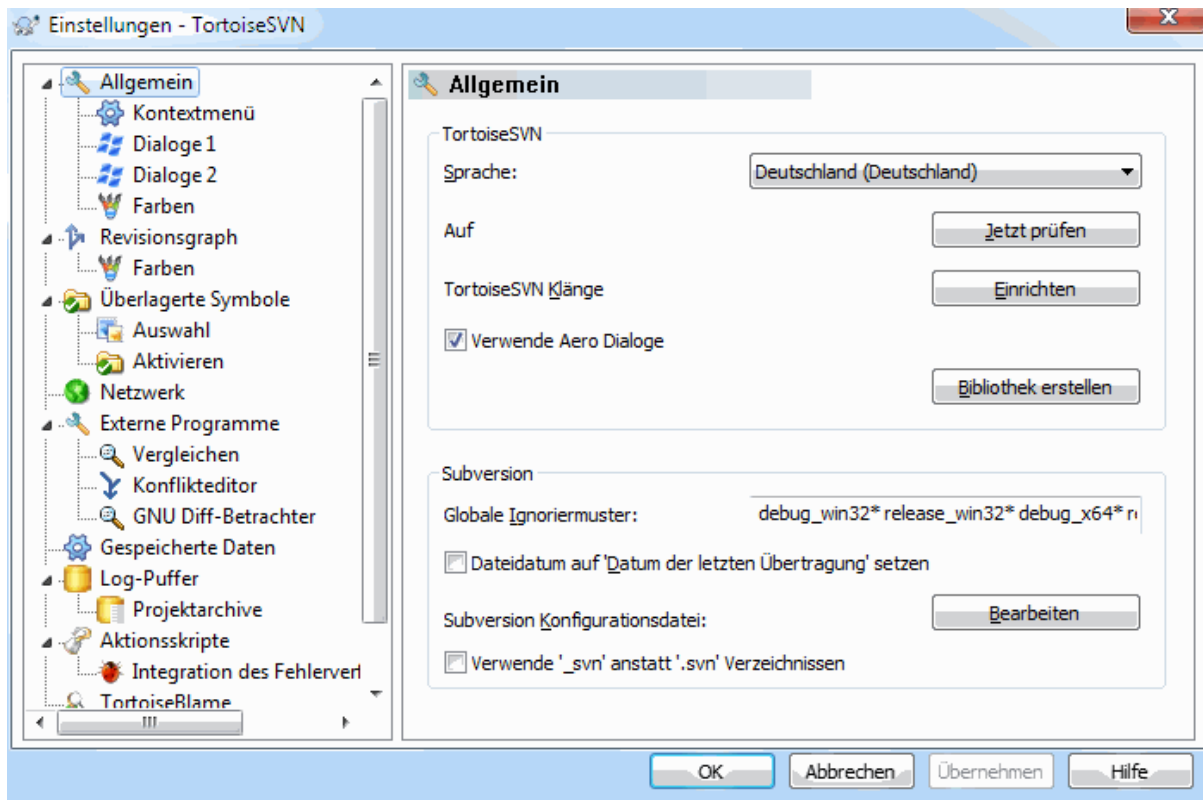 Einstellungen - TortoiseSVN
Allgemein
Kontextmenü
Dialoge 1
Dialoge 2
Farben
Revisionsgraph
Farben
Überlagerte Symbole
Auswahl
Aktivieren
Netzwerk
Externe Programme
Vergleichen
Konflikteditor
GNU Diff-Betrachter
Gespeicherte Daten
Log-Puffer
Projektarchive
Aktionsskripte
Integration des Fehlerverf
TortoiseBlame
Allgemein
TortoiseSVN
Sprache: Deutschland (Deutschland)
Auf Jetzt prüfen
TortoiseSVN Klänge Einrichten
Verwende Aero Dialoge
Bibliothek erstellen
Subversion
Globale Ignoriermuster: debug_win32* release_win32* debug_x64*
Dateidatum auf 'Datum der letzten Übertragung' setzen
Subversion Konfigurationsdatei: Bearbeiten
Verwende '_svn' anstatt '.svn' Verzeichnissen
OK Abbrechen Übernehmen Hilfe